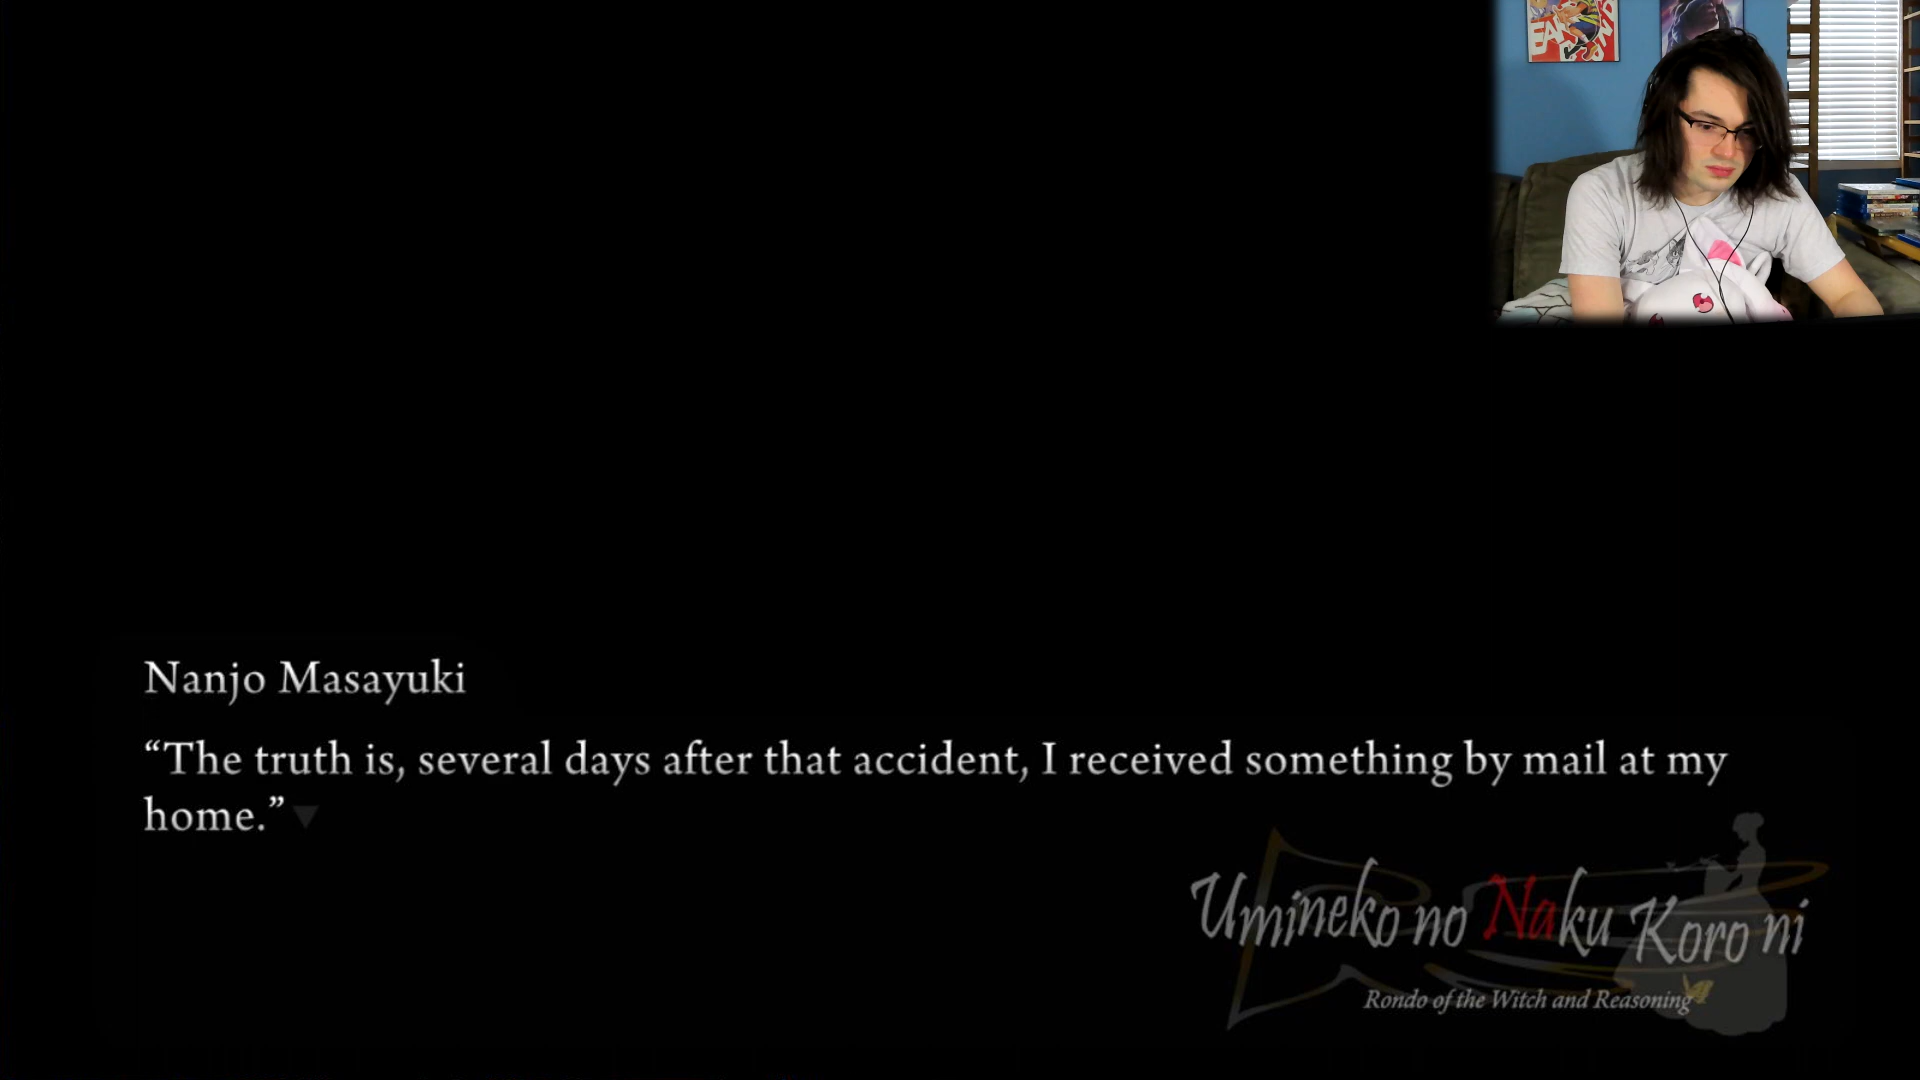 Nanjo Masayuki
“The truth is, several days after that accident, I received something by mail at my
home.”
Umineko no Naku Koro ni
Rondo of the Witch and Reasoning